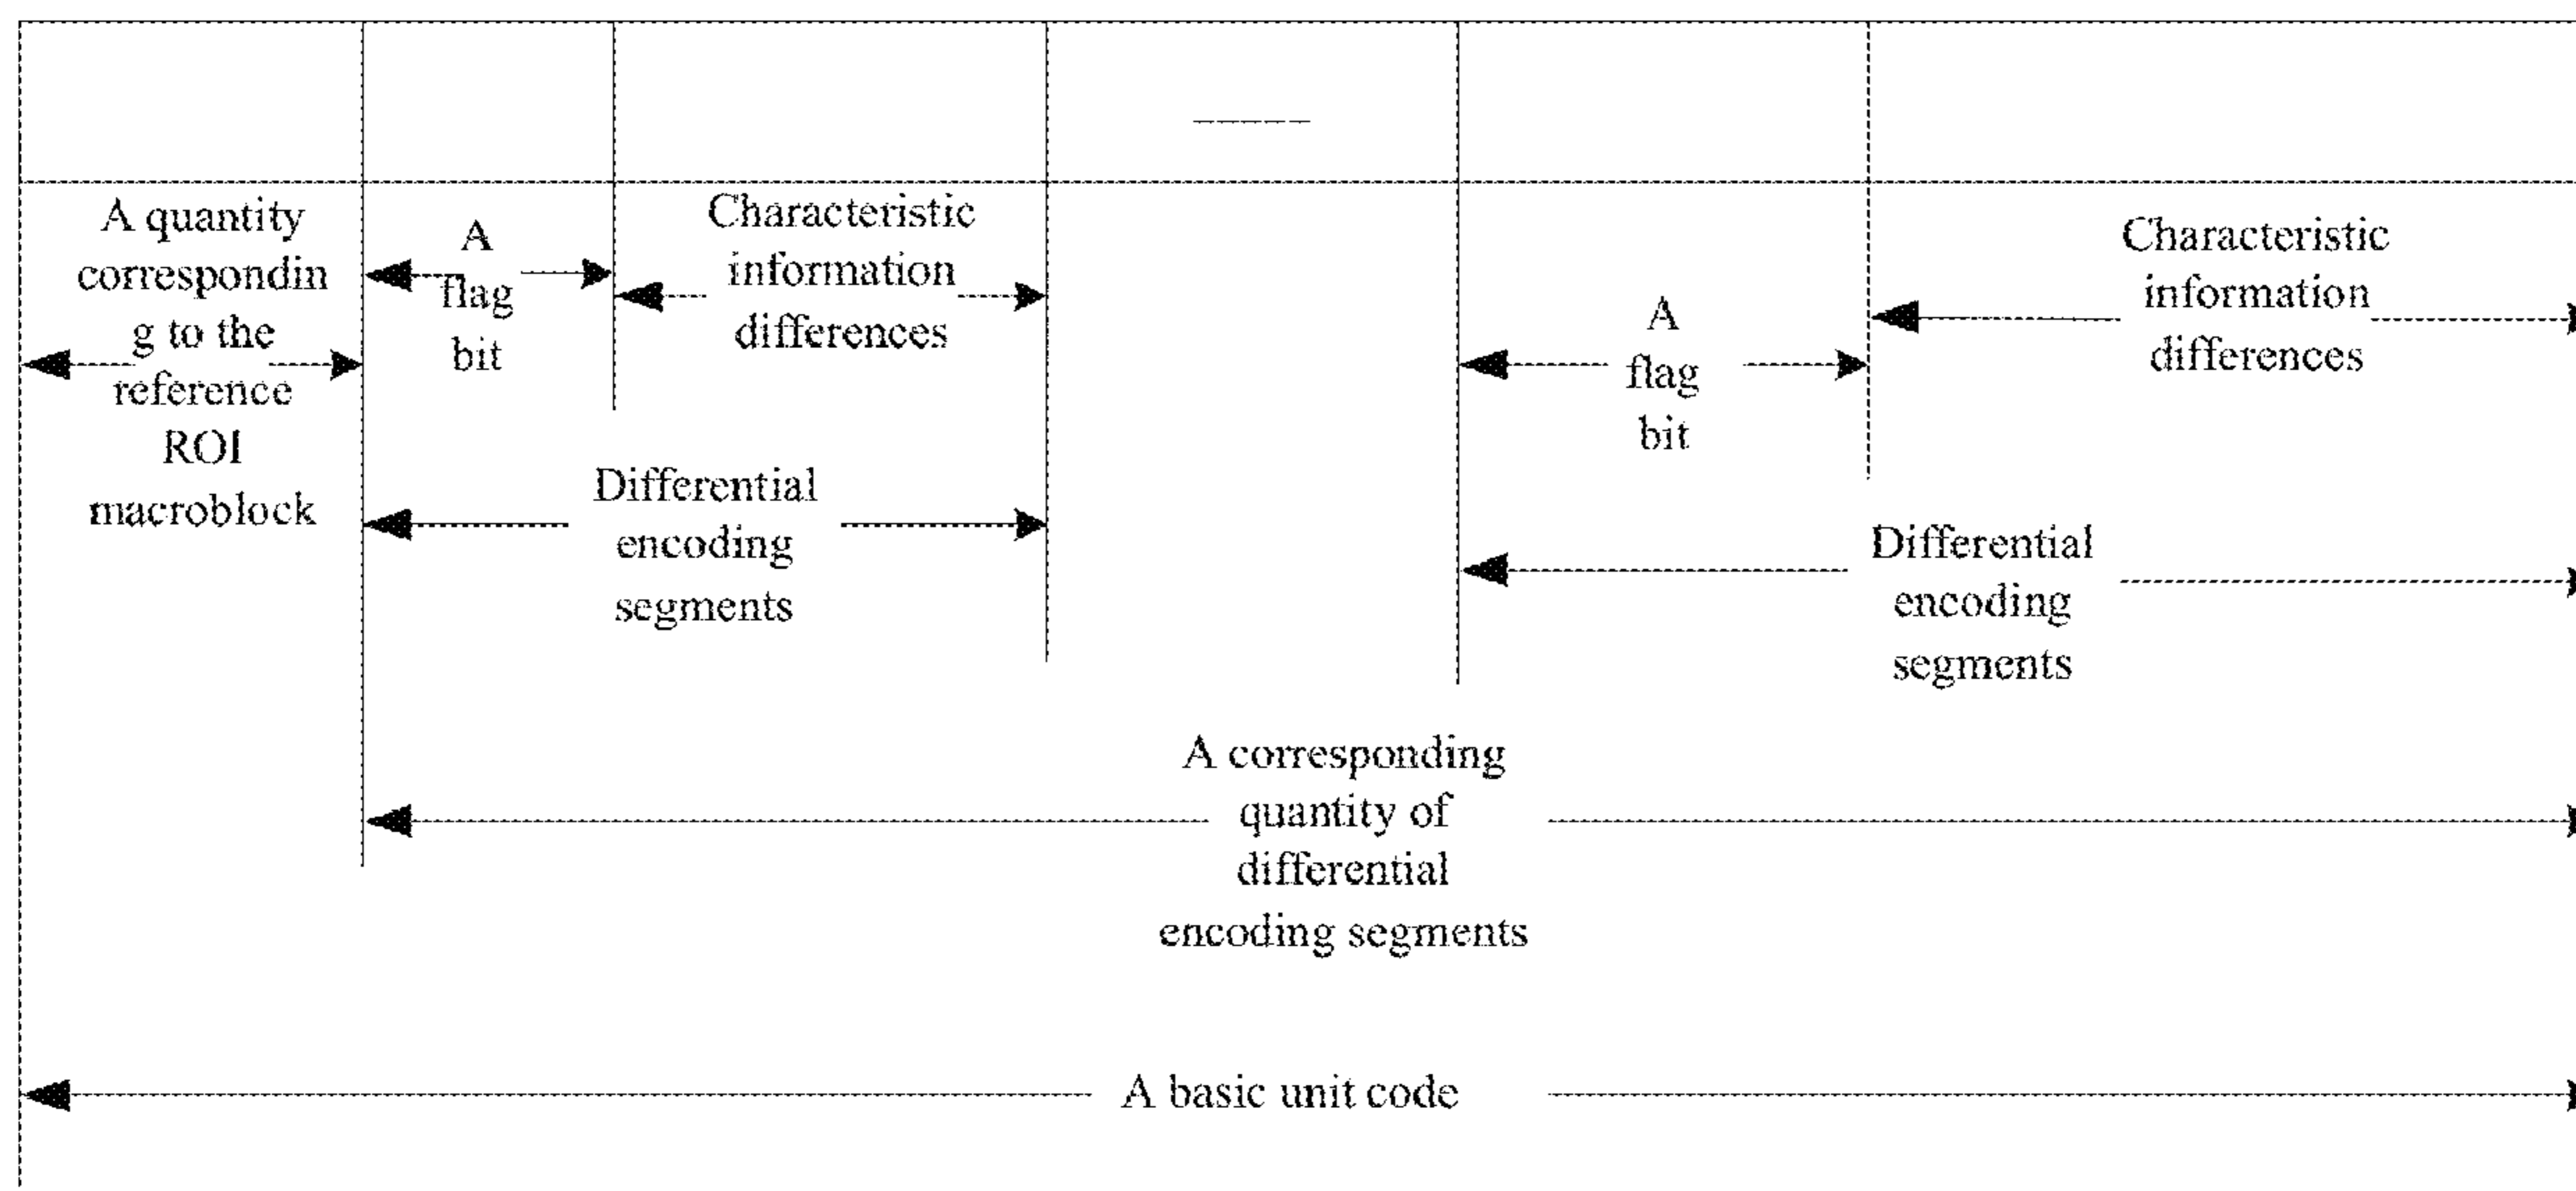 A quantity
correspondin
g to the
reference
ROI
macroblock
A
flag
bit
Characteristic
information
differences
Differential
encoding
segments
A
flag
bit
Characteristic
information
differences
Differential
encoding
segments
A corresponding
quantity of
differential
encoding segments
A basic unit code